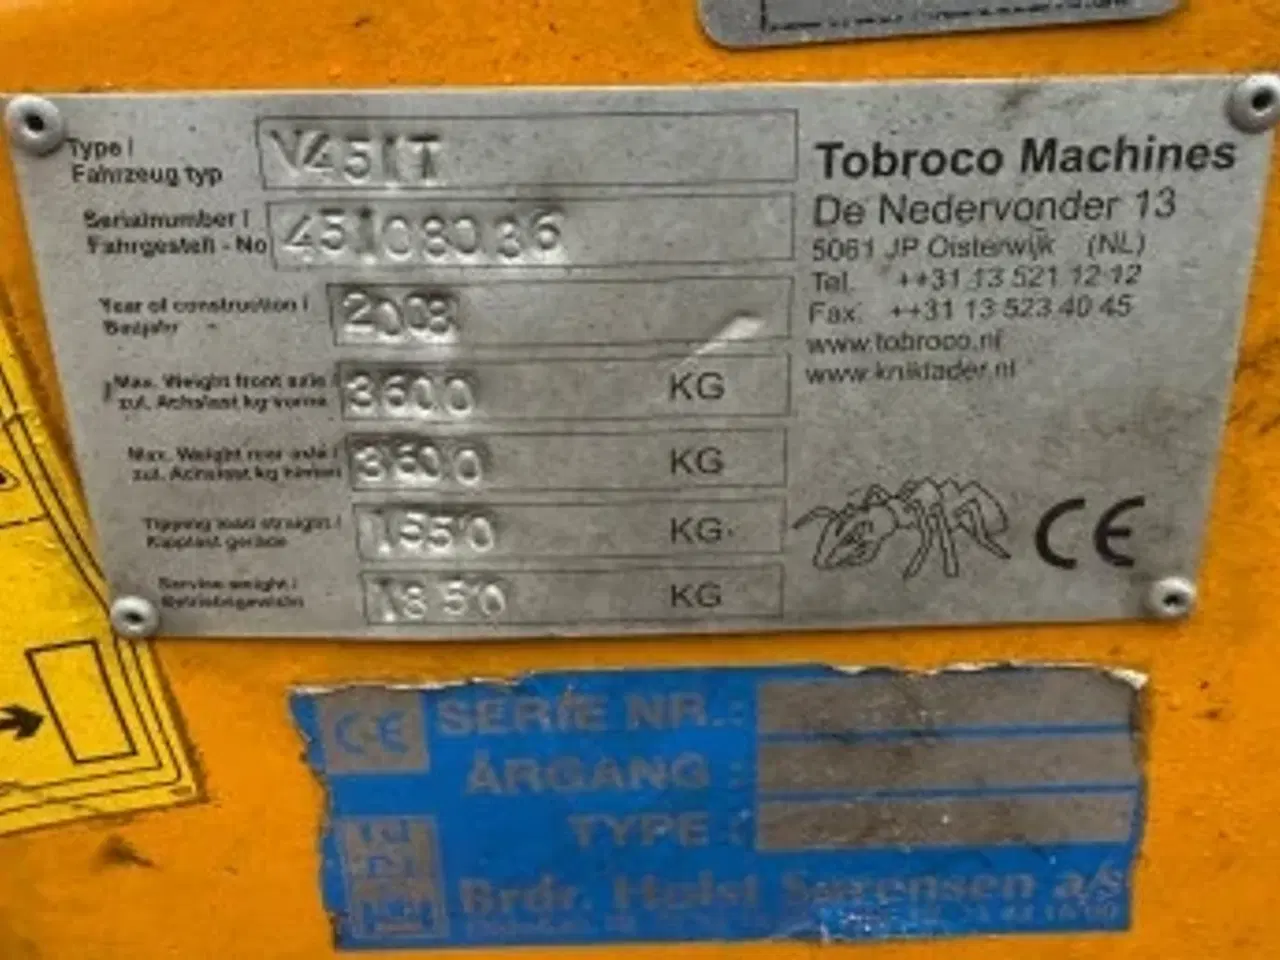 Type /
Fahrzeug typ
V451T
Serialnumber /
Fahrgestell - No
45108036
Year of construction /
Baujahr
2008
Max. Weight front axle /
zul. Achslast kg vorne
3600 KG
Max. Weight rear axle /
zul. Achslast kg hinten
3600 KG
Tipping load straight /
Kipplast gerade
KG
Service weight /
Betriebsgewicht
1850 KG
Tobroco Machines
De Nedervonder 13
5061 JP Oisterwijk (NL)
Tel. ++31 13 521 12 12
Fax: ++31 13 523 40 45
www.tobroco.nl
www.kniklader.nl
CE
CE
SERIE NR.:
ÅRGANG :
TYPE :
Brdr. Holst Sørensen a/s